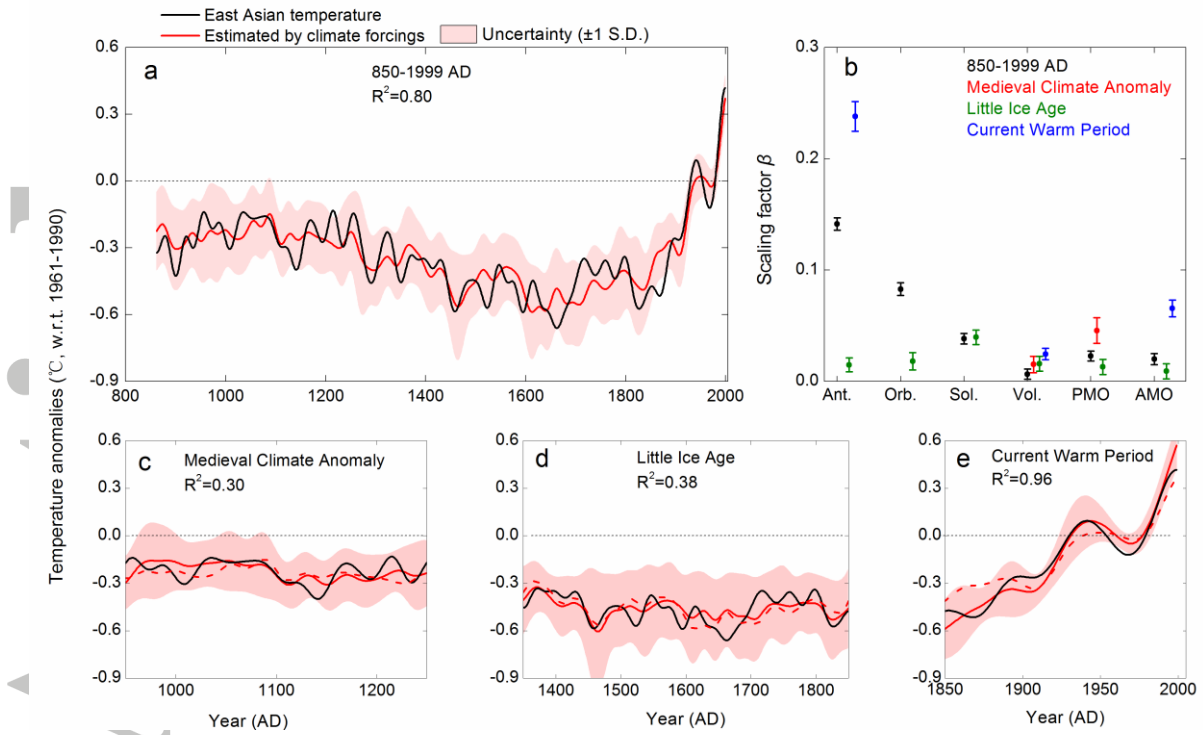 East Asian temperature
Estimated by climate forcings
Uncertainty (±1 S.D.)
Temperature anomalies (℃, w.r.t. 1961-1990)
a
850-1999 AD
R²=0.80
0.6
0.3
0.0
-0.3
-0.6
-0.9
800 1000 1200 1400 1600 1800 2000
b
850-1999 AD
Medieval Climate Anomaly
Little Ice Age
Current Warm Period
Scaling factor β
0.3
0.2
0.1
0.0
Ant. Orb. Sol. Vol. PMO AMO
c
Medieval Climate Anomaly
R²=0.30
0.6
0.3
0.0
-0.3
-0.6
-0.9
1000 1100 1200
Year (AD)
d
Little Ice Age
R²=0.38
0.6
0.3
0.0
-0.3
-0.6
-0.9
1400 1500 1600 1700 1800
Year (AD)
e
Current Warm Period
R²=0.96
0.6
0.3
0.0
-0.3
-0.6
-0.9
1850 1900 1950 2000
Year (AD)